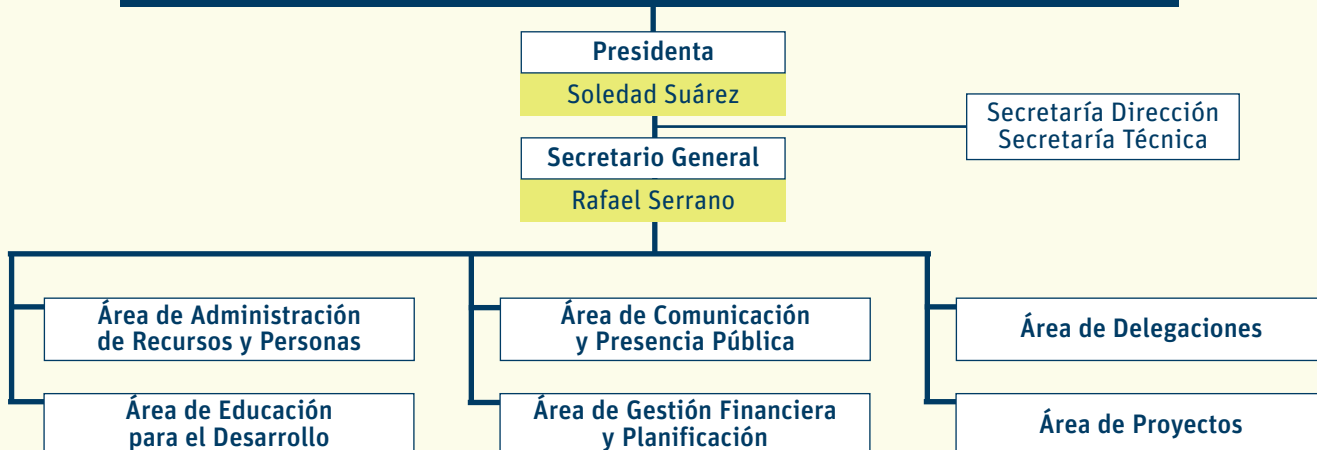 Presidenta
Soledad Suárez
Secretaría Dirección
Secretaría Técnica
Secretario General
Rafael Serrano
Área de Administración
de Recursos y Personas
Área de Comunicación
y Presencia Pública
Área de Delegaciones
Área de Educación
para el Desarrollo
Área de Gestión Financiera
y Planificación
Área de Proyectos